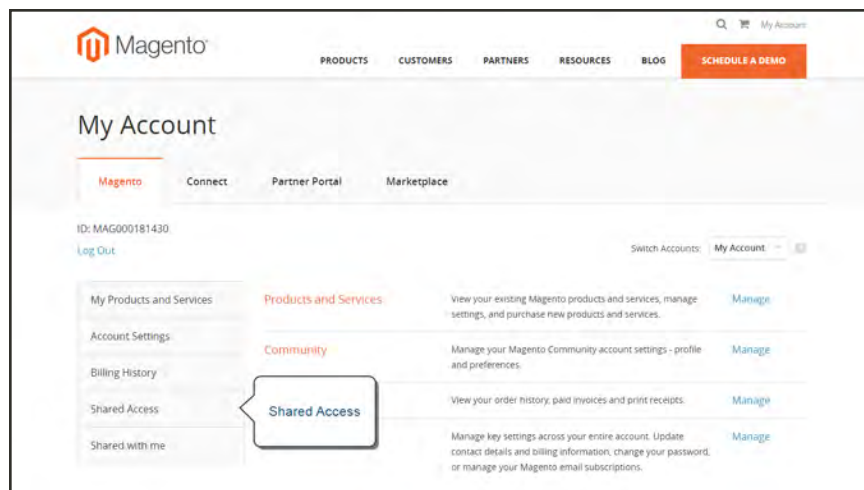 My Account
Magento
PRODUCTS CUSTOMERS PARTNERS RESOURCES BLOG SCHEDULE A DEMO
My Account
Magento Connect Partner Portal Marketplace
ID: MAG000181430
Log Out
Switch Accounts: My Account
My Products and Services
Account Settings
Billing History
Shared Access
Shared with me
Products and Services
View your existing Magento products and services, manage
settings, and purchase new products and services.
Manage
Community
Manage your Magento Community account settings - profile
and preferences.
Manage
Shared Access
View your order history, paid invoices and print receipts.
Manage
Manage key settings across your entire account. Update
contact details and billing information, change your password,
or manage your Magento email subscriptions.
Manage